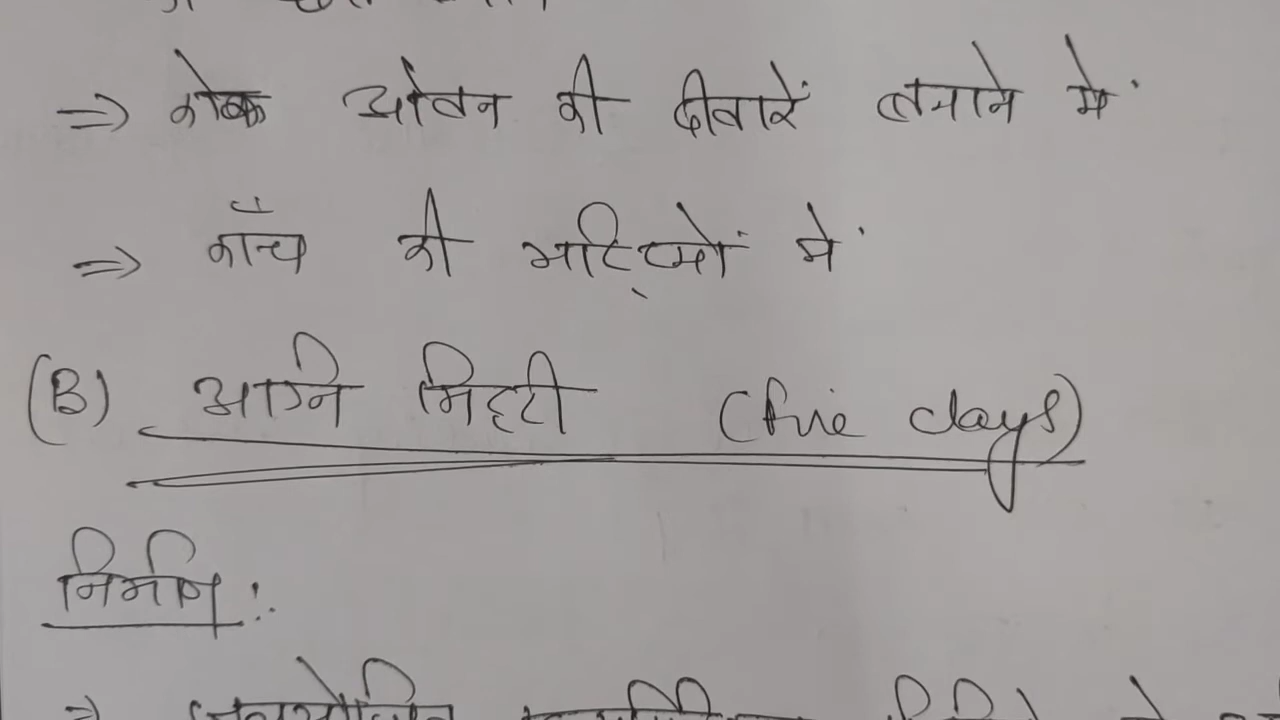 ⇒ कोक ओवन की दीवारें बनाने में
⇒ काँच की भट्टियों में
(B) अग्नि मिट्टी (fire clays)
निर्माण :
⇒